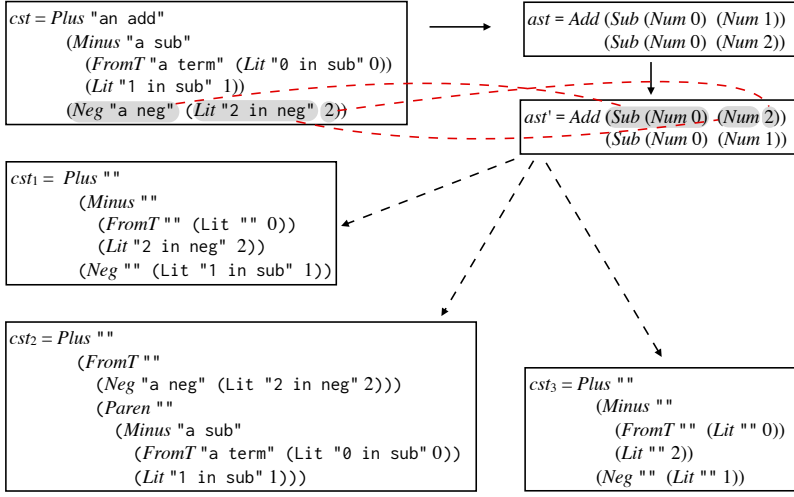 cst = Plus "an add"
(Minus "a sub"
(FromT "a term" (Lit "0 in sub" 0))
(Lit "1 in sub" 1))
(Neg "a neg" (Lit "2 in neg" 2))
ast = Add (Sub (Num 0) (Num 1))
(Sub (Num 0) (Num 2))
ast' = Add (Sub (Num 0) (Num 2))
(Sub (Num 0) (Num 1))
cst₁ = Plus ""
(Minus ""
(FromT "" (Lit "" 0))
(Lit "2 in neg" 2))
(Neg "" (Lit "1 in sub" 1))
cst₂ = Plus ""
(FromT ""
(Neg "a neg" (Lit "2 in neg" 2)))
(Paren ""
(Minus "a sub"
(FromT "a term" (Lit "0 in sub" 0))
(Lit "1 in sub" 1)))
cst₃ = Plus ""
(Minus ""
(FromT "" (Lit "" 0))
(Lit "" 2))
(Neg "" (Lit "" 1))